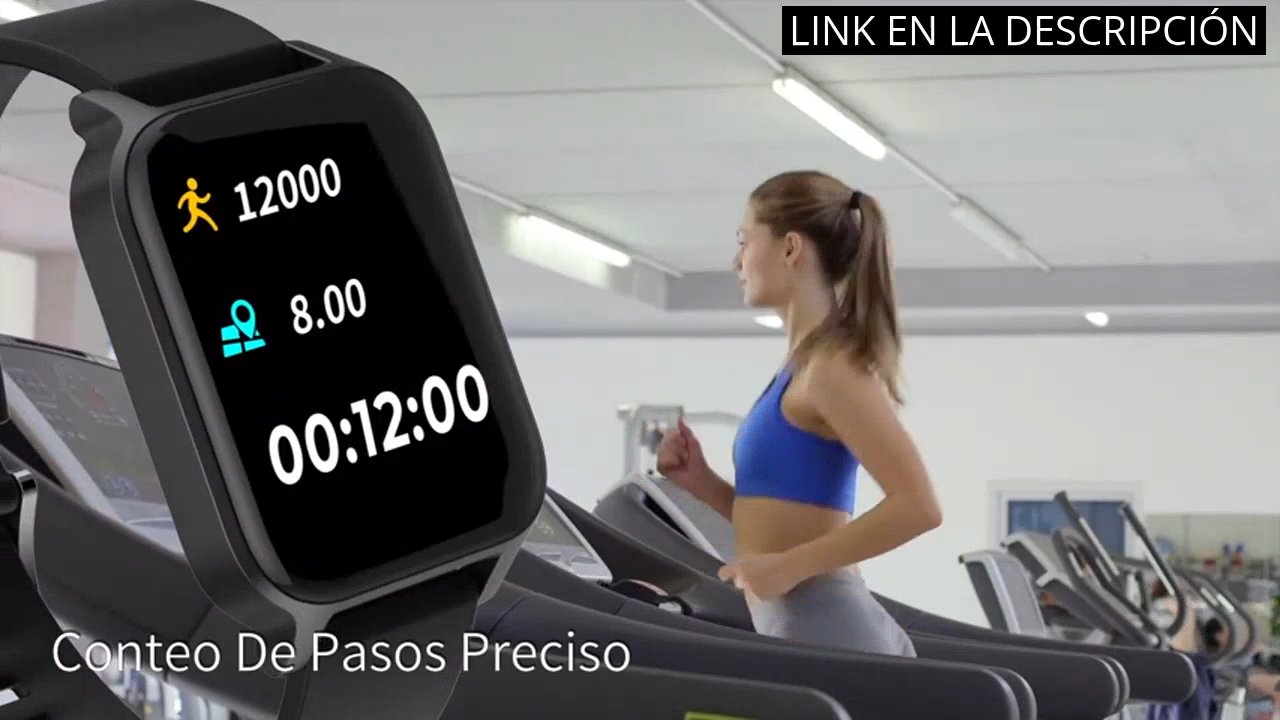 LINK EN LA DESCRIPCIÓN
12000
8.00
00:12:00
Conteo De Pasos Preciso